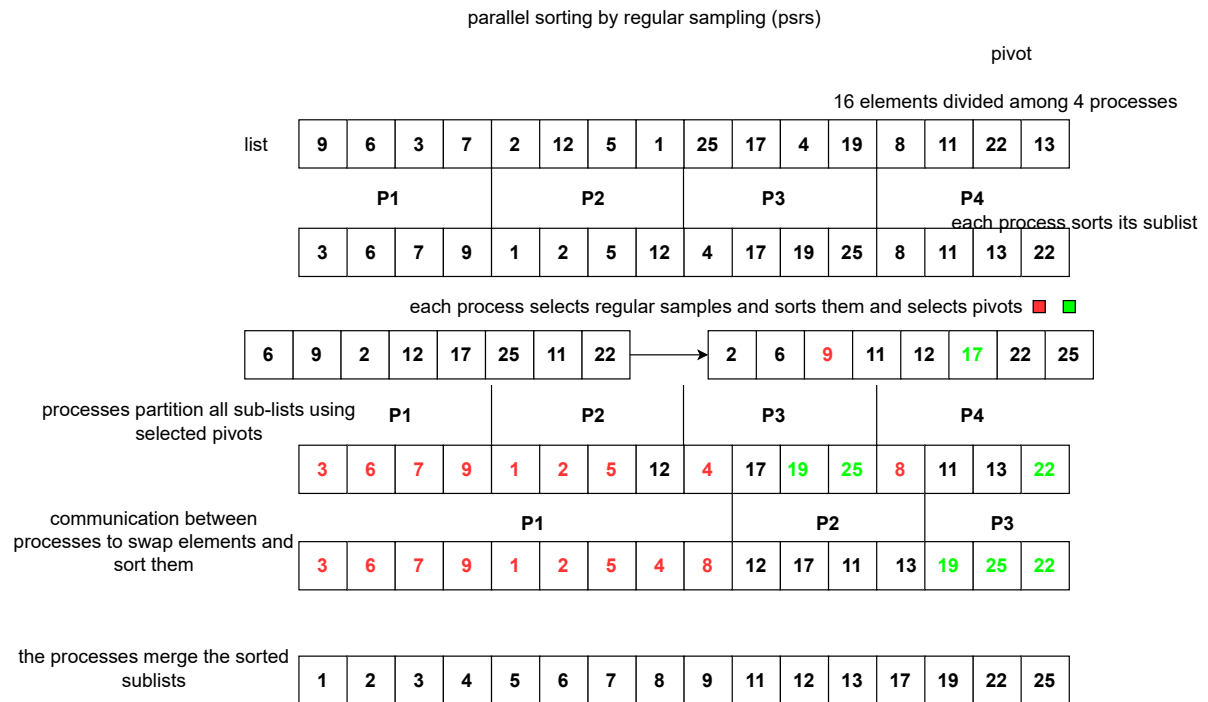 parallel sorting by regular sampling (psrs)
pivot
16 elements divided among 4 processes
list
9 6 3 7 2 12 5 1 25 17 4 19 8 11 22 13
P1 P2 P3 P4
each process sorts its sublist
3 6 7 9 1 2 5 12 4 17 19 25 8 11 13 22
each process selects regular samples and sorts them and selects pivots
6 9 2 12 17 25 11 22
2 6 9 11 12 17 22 25
processes partition all sub-lists using
selected pivots
P1 P2 P3 P4
3 6 7 9 1 2 5 12 4 17 19 25 8 11 13 22
communication between
processes to swap elements and
sort them
P1 P2 P3
3 6 7 9 1 2 5 4 8 12 17 11 13 19 25 22
the processes merge the sorted
sublists
1 2 3 4 5 6 7 8 9 11 12 13 17 19 22 25